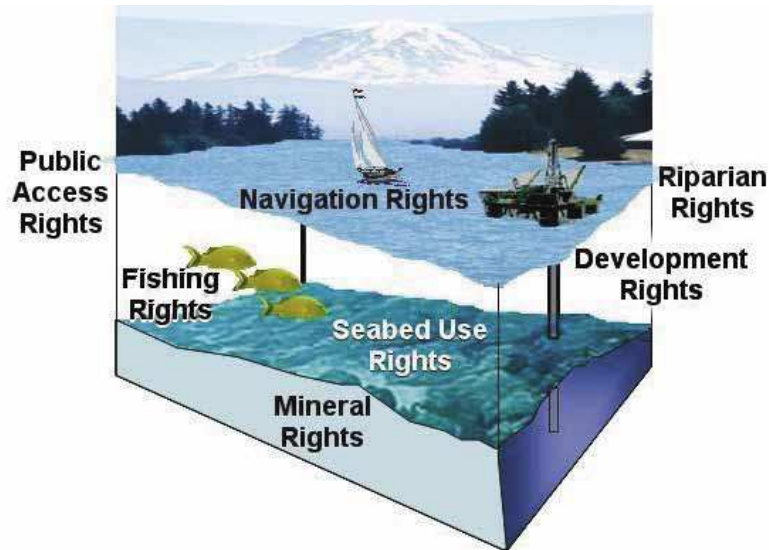 Public
Access
Rights
Navigation Rights
Riparian
Rights
Fishing
Rights
Development
Rights
Seabed Use
Rights
Mineral
Rights